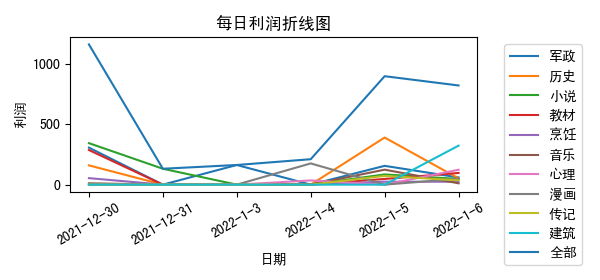 每日利润折线图
1000
500
0
利润
2021-12-30
2021-12-31
2022-1-3
2022-1-4
2022-1-5
2022-1-6
日期
军政
历史
小说
教材
烹饪
音乐
心理
漫画
传记
建筑
全部